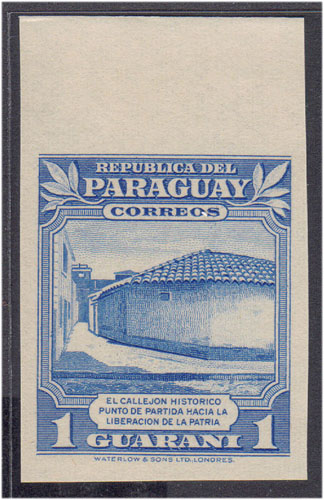 REPUBLICA DEL
PARAGUAY
CORREOS
EL CALLEJON HISTORICO
PUNTO DE PARTIDA HACIA LA
LIBERACION DE LA PATRIA
1 GUARANI 1
WATERLOW & SONS LTD. LONDRES.